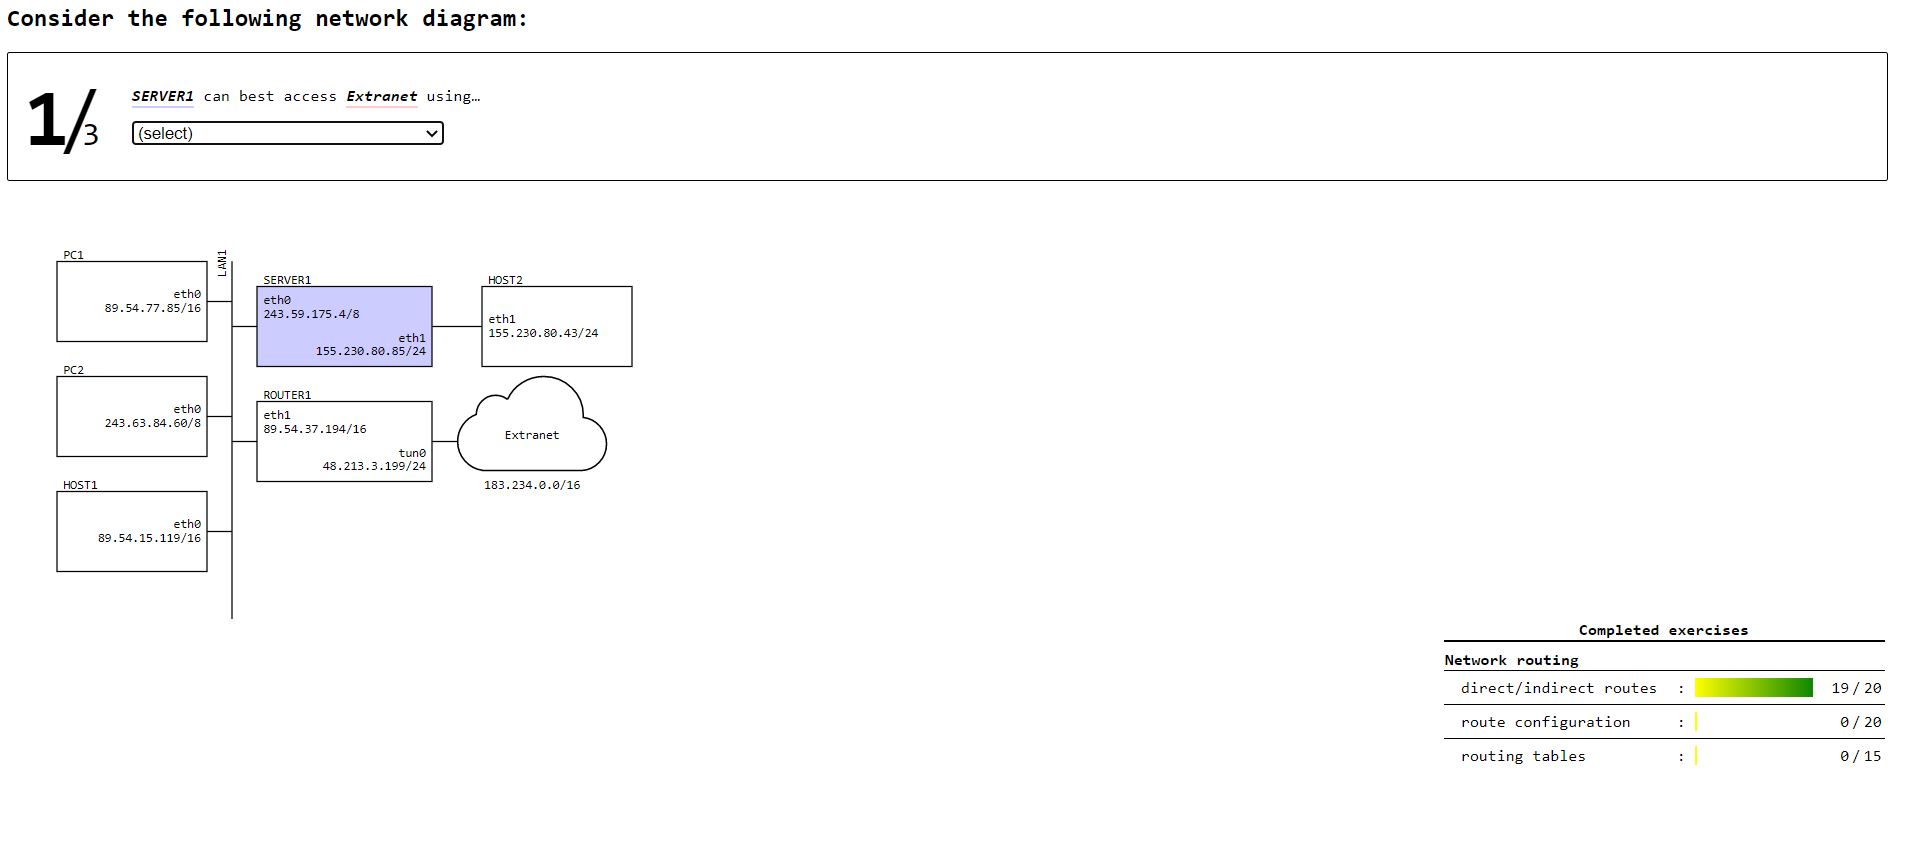 Consider the following network diagram:
1/3
SERVER1 can best access Extranet using…
(select)
LAN1
PC1
eth0
89.54.77.85/16
SERVER1
eth0
243.59.175.4/8
eth1
155.230.80.85/24
HOST2
eth1
155.230.80.43/24
PC2
eth0
243.63.84.60/8
ROUTER1
eth1
89.54.37.194/16
tun0
48.213.3.199/24
Extranet
183.234.0.0/16
HOST1
eth0
89.54.15.119/16
Completed exercises
Network routing
direct/indirect routes : 19/20
route configuration : 0/20
routing tables : 0/15